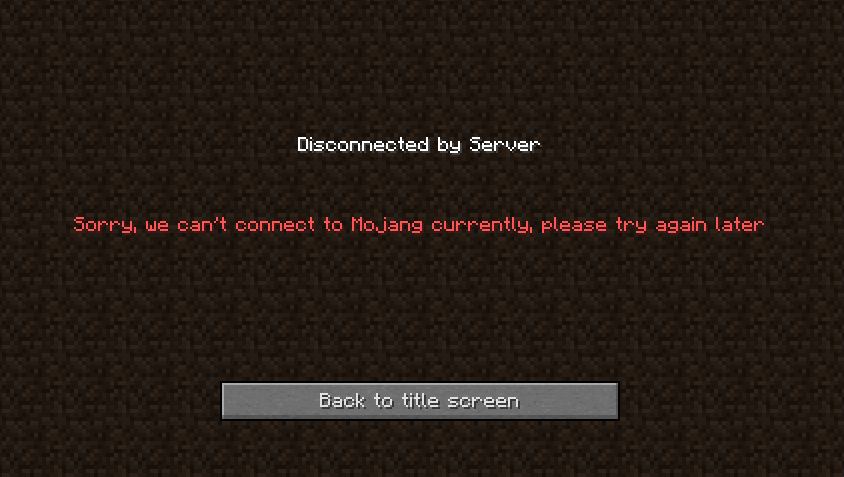 Disconnected by Server
Sorry, we can't connect to Mojang currently, please try again later
Back to title screen